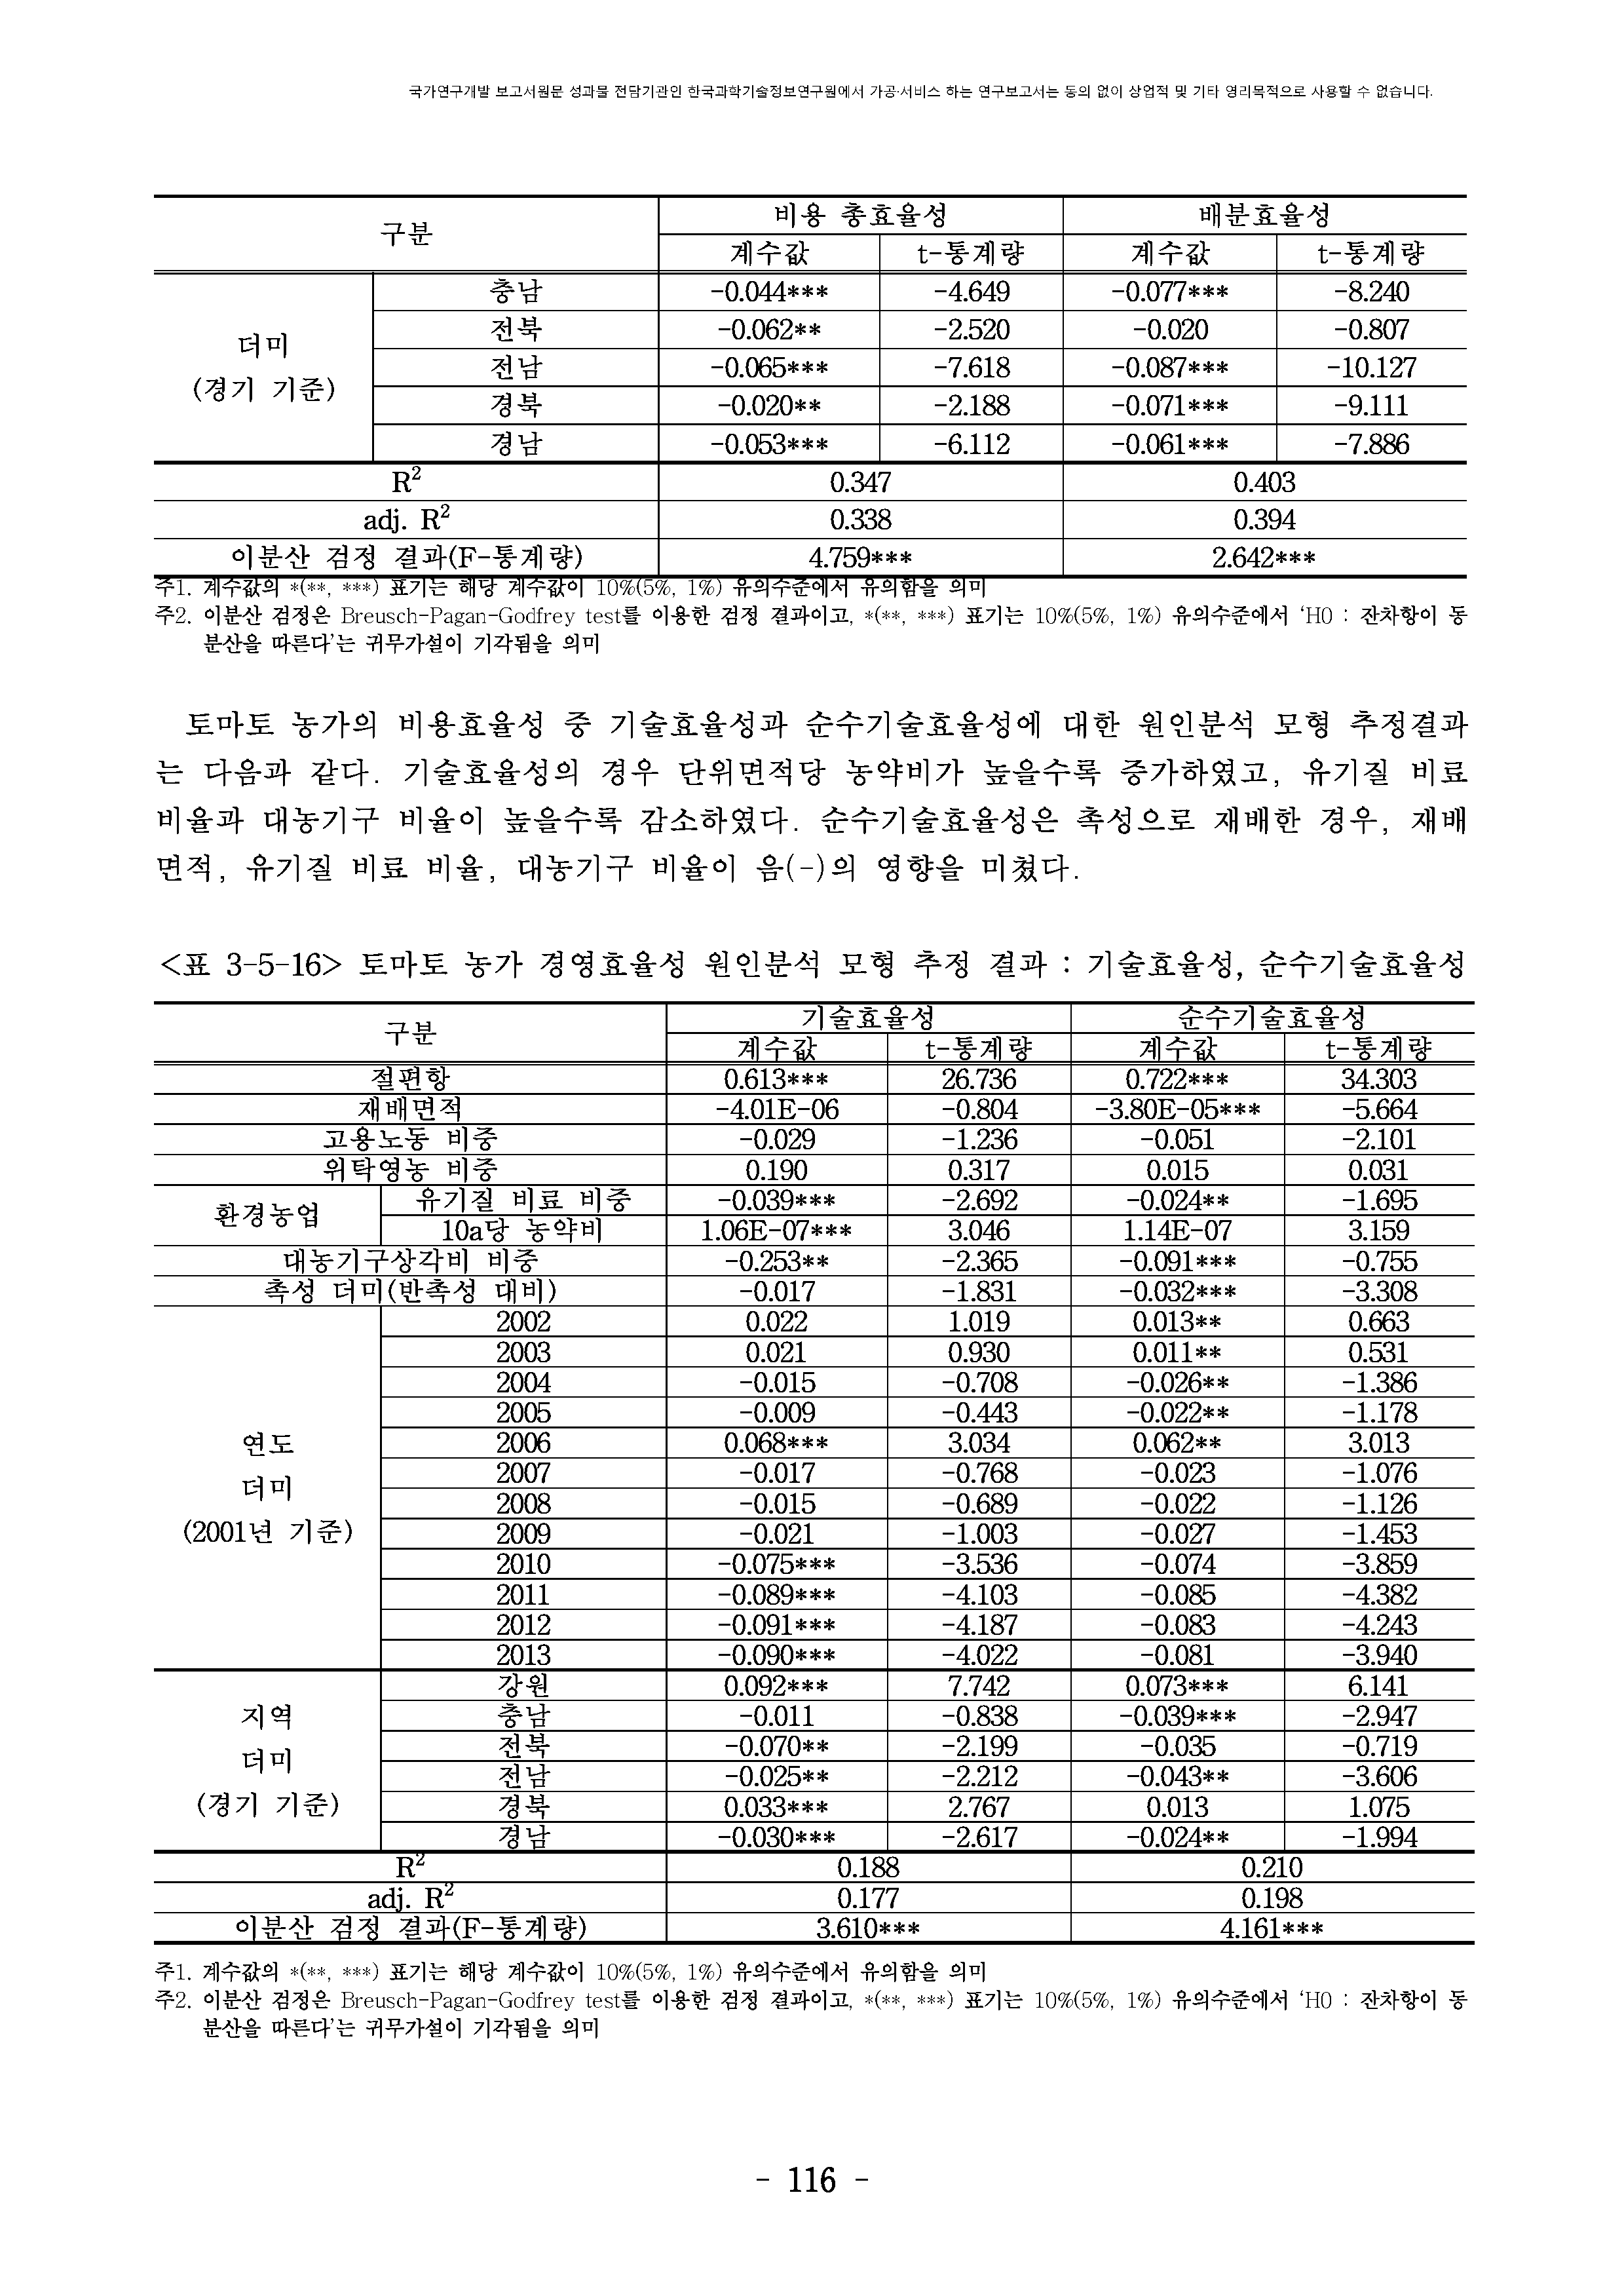 국가연구개발 보고서원문 성과물 전담기관인 한국과학기술정보연구원에서 가공·서비스 하는 연구보고서는 동의 없이 상업적 및 기타 영리목적으로 사용할 수 없습니다.
구분 비용 총효율성 배분효율성
계수값 t-통계량 계수값 t-통계량
더미
(경기 기준)
충남 -0.044*** -4.649 -0.077*** -8.240
전북 -0.062** -2.520 -0.020 -0.807
전남 -0.065*** -7.618 -0.087*** -10.127
경북 -0.020** -2.188 -0.071*** -9.111
경남 -0.053*** -6.112 -0.061*** -7.886
R² 0.347 0.403
adj. R² 0.338 0.394
이분산 검정 결과(F-통계량) 4.759*** 2.642***
주1. 계수값의 *(**, ***) 표기는 해당 계수값이 10%(5%, 1%) 유의수준에서 유의함을 의미
주2. 이분산 검정은 Breusch-Pagan-Godfrey test를 이용한 검정 결과이고, *(**, ***) 표기는 10%(5%, 1%) 유의수준에서 ‘H0 : 잔차항이 동
분산을 따른다’는 귀무가설이 기각됨을 의미
토마토 농가의 비용효율성 중 기술효율성과 순수기술효율성에 대한 원인분석 모형 추정결과
는 다음과 같다. 기술효율성의 경우 단위면적당 농약비가 높을수록 증가하였고, 유기질 비료
비율과 대농기구 비율이 높을수록 감소하였다. 순수기술효율성은 촉성으로 재배한 경우, 재배
면적, 유기질 비료 비율, 대농기구 비율이 음(-)의 영향을 미쳤다.
<표 3-5-16> 토마토 농가 경영효율성 원인분석 모형 추정 결과 : 기술효율성, 순수기술효율성
구분 기술효율성 순수기술효율성
계수값 t-통계량 계수값 t-통계량
절편항 0.613*** 26.736 0.722*** 34.303
재배면적 -4.01E-06 -0.804 -3.80E-05*** -5.664
고용노동 비중 -0.029 -1.236 -0.051 -2.101
위탁영농 비중 0.190 0.317 0.015 0.031
환경농업
유기질 비료 비중 -0.039*** -2.692 -0.024** -1.695
10a당 농약비 1.06E-07*** 3.046 1.14E-07 3.159
대농기구상각비 비중 -0.253** -2.365 -0.091*** -0.755
촉성 더미(반촉성 대비) -0.017 -1.831 -0.032*** -3.308
연도
더미
(2001년 기준)
2002 0.022 1.019 0.013** 0.663
2003 0.021 0.930 0.011** 0.531
2004 -0.015 -0.708 -0.026** -1.386
2005 -0.009 -0.443 -0.022** -1.178
2006 0.068*** 3.034 0.062** 3.013
2007 -0.017 -0.768 -0.023 -1.076
2008 -0.015 -0.689 -0.022 -1.126
2009 -0.021 -1.003 -0.027 -1.453
2010 -0.075*** -3.536 -0.074 -3.859
2011 -0.089*** -4.103 -0.085 -4.382
2012 -0.091*** -4.187 -0.083 -4.243
2013 -0.090*** -4.022 -0.081 -3.940
지역
더미
(경기 기준)
강원 0.092*** 7.742 0.073*** 6.141
충남 -0.011 -0.838 -0.039*** -2.947
전북 -0.070** -2.199 -0.035 -0.719
전남 -0.025** -2.212 -0.043** -3.606
경북 0.033*** 2.767 0.013 1.075
경남 -0.030*** -2.617 -0.024** -1.994
R² 0.188 0.210
adj. R² 0.177 0.198
이분산 검정 결과(F-통계량) 3.610*** 4.161***
주1. 계수값의 *(**, ***) 표기는 해당 계수값이 10%(5%, 1%) 유의수준에서 유의함을 의미
주2. 이분산 검정은 Breusch-Pagan-Godfrey test를 이용한 검정 결과이고, *(**, ***) 표기는 10%(5%, 1%) 유의수준에서 ‘H0 : 잔차항이 동
분산을 따른다’는 귀무가설이 기각됨을 의미
- 116 -